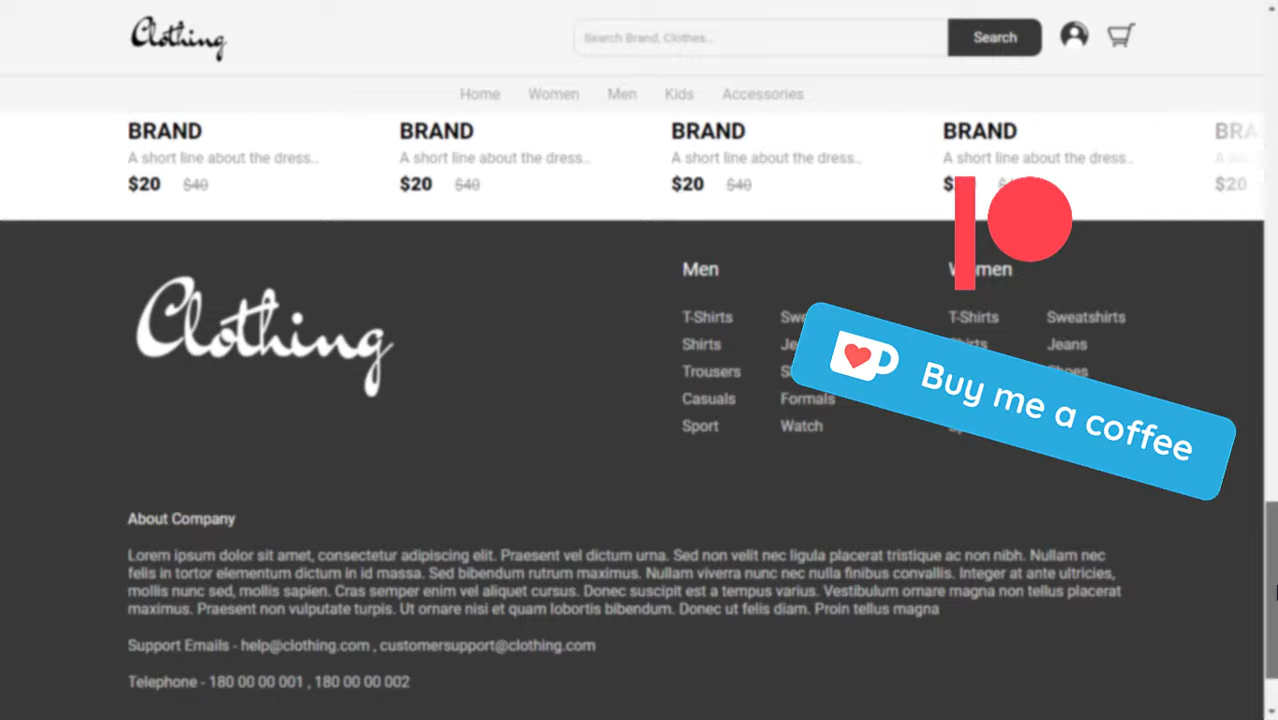 Clothing
Search Brand, Clothes..
Search
Home Women Men Kids Accessories
BRAND BRAND BRAND BRAND BRA
A short line about the dress.. A short line about the dress.. A short line about the dress.. A short line about the dress.. A s
$20 $40 $20 $40 $20 $40 $ $20
Clothing
Men
T-Shirts
Shirts Je
Trousers S
Casuals Formals
Sport Watch
men
T-Shirts Sweatshirts
Jeans
Buy me a coffee
About Company
Lorem ipsum dolor sit amet, consectetur adipiscing elit. Praesent vel dictum urna. Sed non velit nec ligula placerat tristique ac non nibh. Nullam nec
felis in tortor elementum dictum in id massa. Sed bibendum rutrum maximus. Nullam viverra nunc nec nulla finibus convallis. Integer at ante ultricies,
mollis nunc sed, mollis sapien. Cras semper enim vel aliquet cursus. Donec suscipit est a tempus varius. Vestibulum ornare magna non tellus placerat
maximus. Praesent non vulputate turpis. Ut ornare nisi et quam lobortis bibendum. Donec ut felis diam. Proin tellus magna
Support Emails - help@clothing.com , customersupport@clothing.com
Telephone - 180 00 00 001 , 180 00 00 002